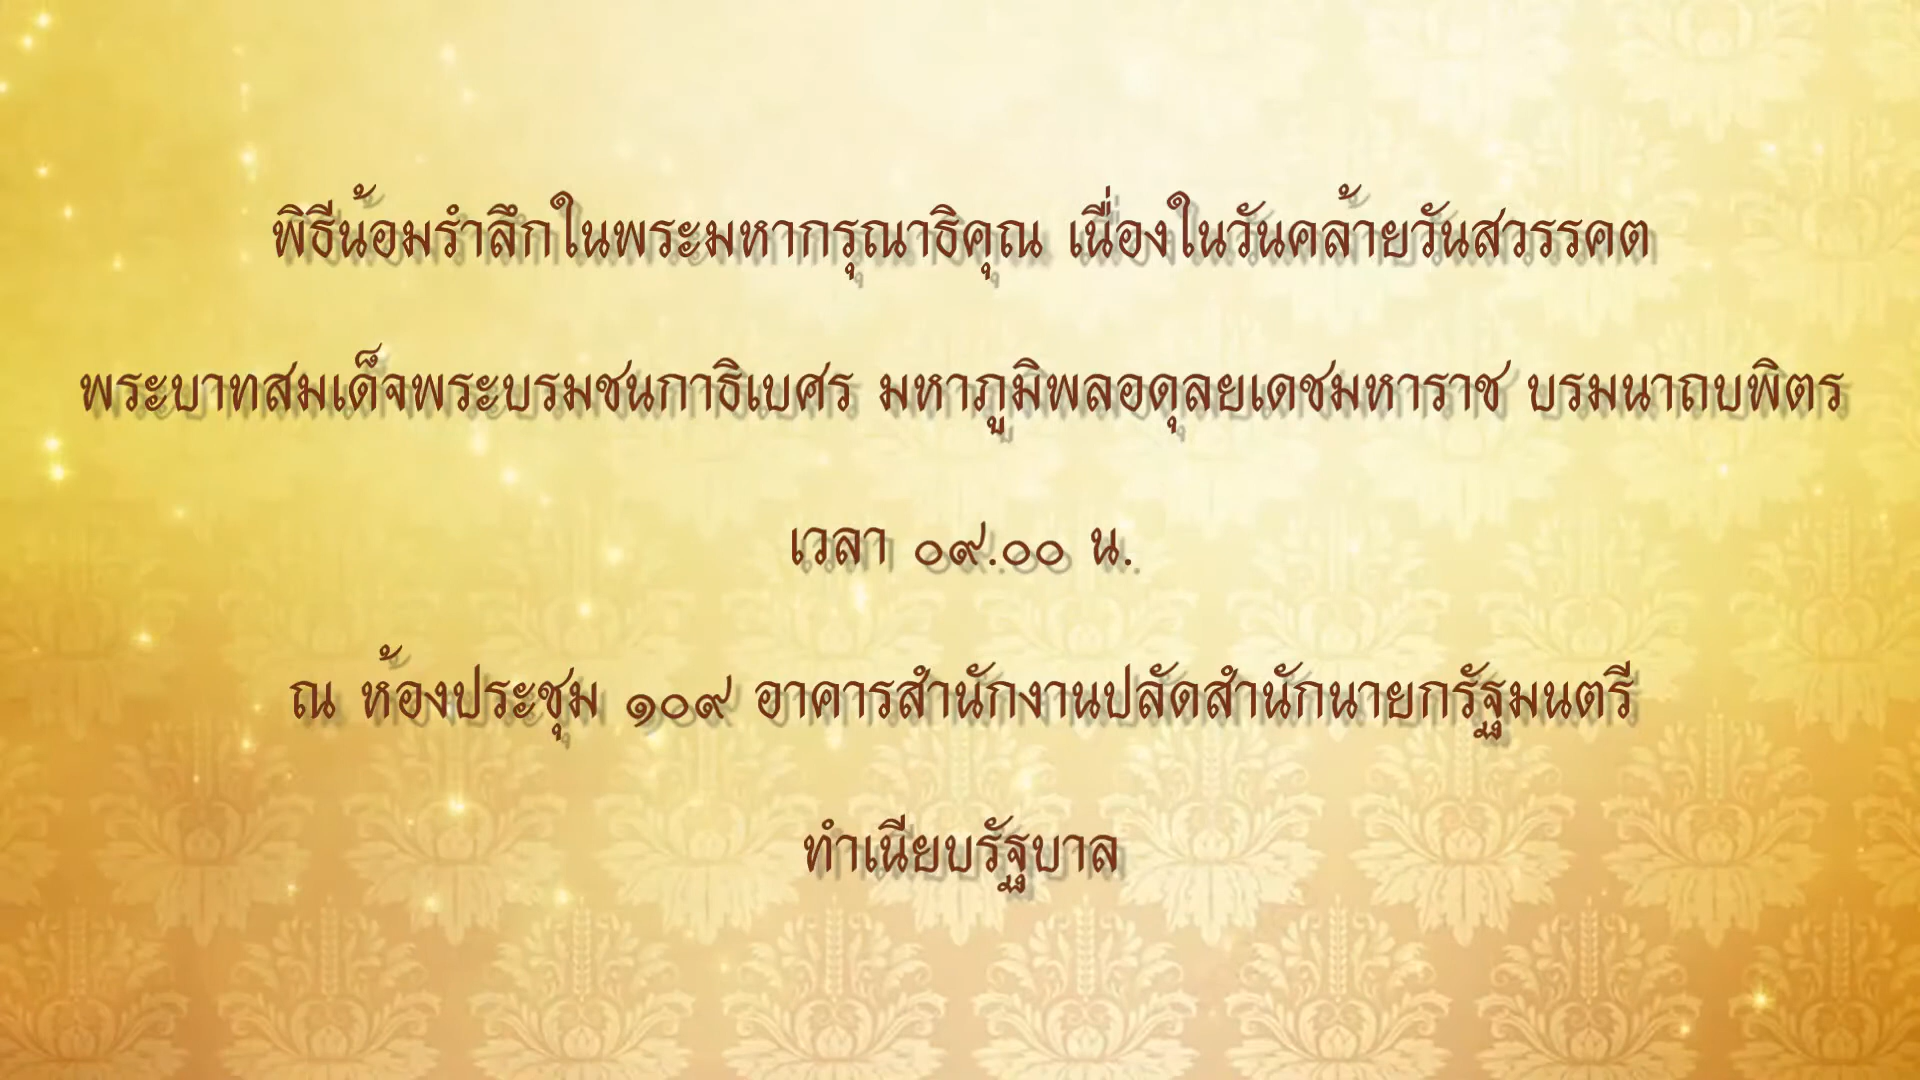 พิธีน้อมรำลึกในพระมหากรุณาธิคุณ เนื่องในวันคล้ายวันสวรรคต
พระบาทสมเด็จพระบรมชนกาธิเบศร มหาภูมิพลอดุลยเดชมหาราช บรมนาถบพิตร
เวลา ๐๙.๐๐ น.
ณ ห้องประชุม ๑๐๙ อาคารสำนักงานปลัดสำนักนายกรัฐมนตรี
ทำเนียบรัฐบาล